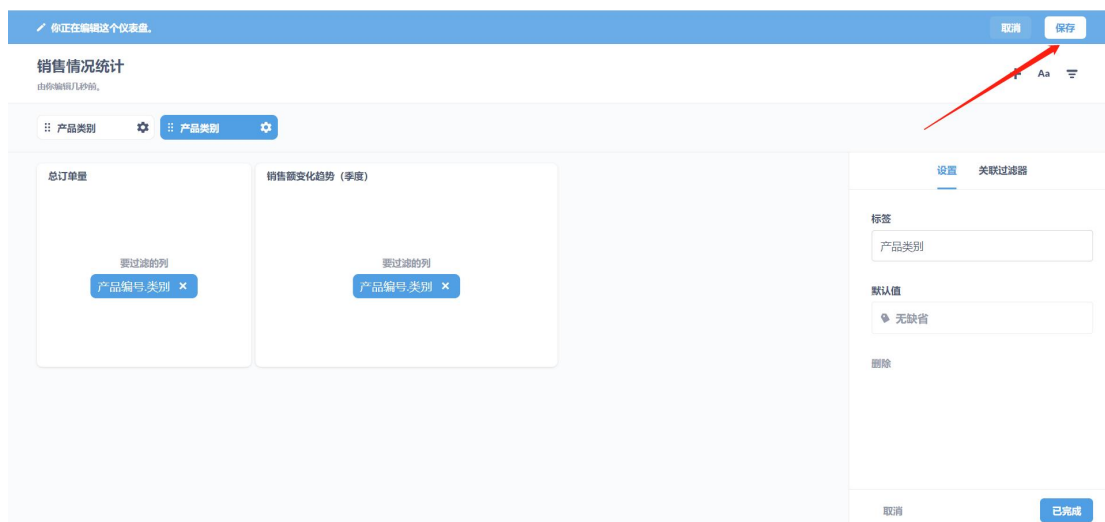 你正在编辑这个仪表盘。
取消
保存
销售情况统计
由你编辑几秒前。
Aa
产品类别
产品类别
总订单量
销售额变化趋势（季度）
设置
关联过滤器
标签
产品类别
要过滤的列
要过滤的列
产品编号.类别 ×
产品编号.类别 ×
默认值
无缺省
删除
取消
已完成